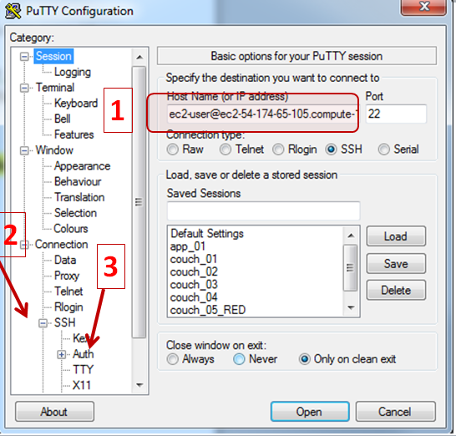 PuTTY Configuration
Category:
Session
Logging
Terminal
Keyboard
Bell
Features
Window
Appearance
Behaviour
Translation
Selection
Colours
Connection
Data
Proxy
Telnet
Rlogin
SSH
Auth
TTY
X11
1
2
3
Basic options for your PuTTY session
Specify the destination you want to connect to
Host Name (or IP address) Port
ec2-user@ec2-54-174-65-105.compute- 22
Connection type:
Raw Telnet Rlogin SSH Serial
Load, save or delete a stored session
Saved Sessions
Default Settings
app_01
couch_01
couch_02
couch_03
couch_04
couch_05_RED
Load
Save
Delete
Close window on exit:
Always Never Only on clean exit
About Open Cancel